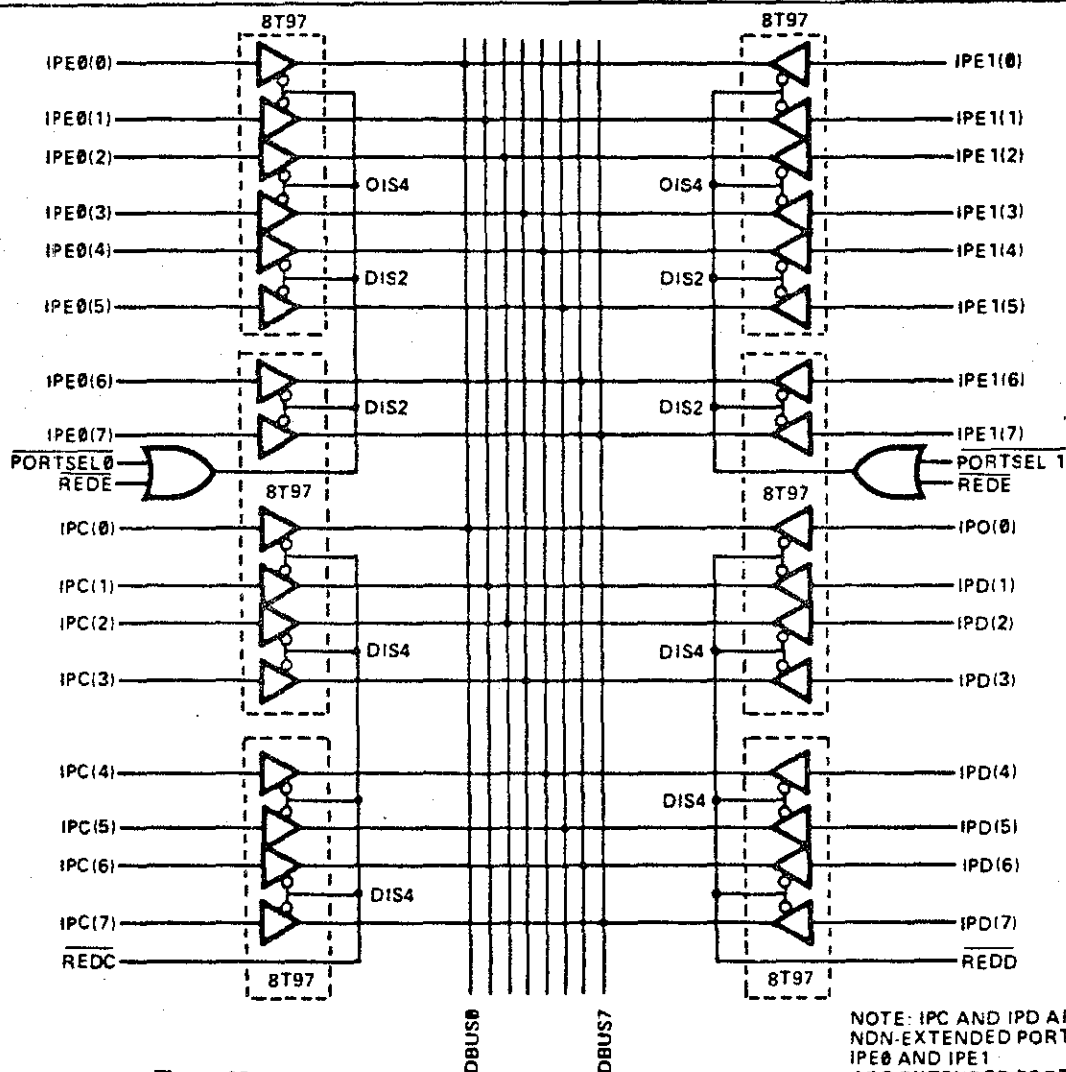 8T97 8T97
IPE0(0) IPE1(0)
IPE0(1) IPE1(1)
IPE0(2) IPE1(2)
OIS4 OIS4
IPE0(3) IPE1(3)
IPE0(4) IPE1(4)
DIS2 DIS2
IPE0(5) IPE1(5)
IPE0(6) IPE1(6)
DIS2 DIS2
IPE0(7) IPE1(7)
PORTSEL0 PORTSEL 1
REDE REDE
8T97 8T97
IPC(0) IPO(0)
IPC(1) IPD(1)
IPC(2) IPD(2)
DIS4 DIS4
IPC(3) IPD(3)
IPC(4) IPD(4)
DIS4
IPC(5) IPD(5)
IPC(6) IPD(6)
DIS4
IPC(7) IPD(7)
REDC REDD
8T97 8T97
DBUS0 DBUS7
NOTE: IPC AND IPD
NDN-EXTENDED PORT
IPE0 AND IPE1